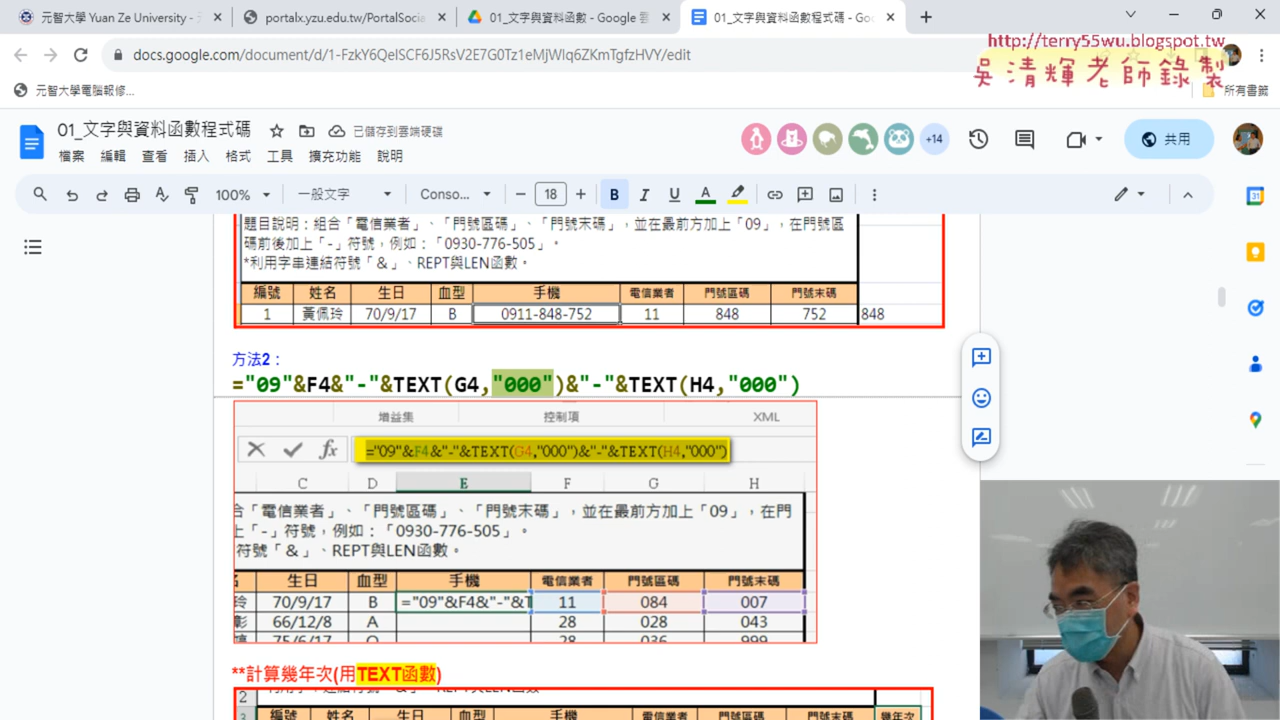 元智大學 Yuan Ze University - 元
portalx.yzu.edu.tw/PortalSocia
01_文字與資料函數 - Google 雲
01_文字與資料函數程式碼 - Goo
http://terry55wu.blogspot.tw
docs.google.com/document/d/1-FzkY6QelSCF6J5RsV2E7G0Tz1eMjWIq6ZKmTgfzHVY/edit
吳清輝老師錄製
元智大學電腦報修...
所有書籤
01_文字與資料函數程式碼
已儲存到雲端硬碟
+14
共用
檔案 編輯 查看 插入 格式 工具 擴充功能 說明
100% 一般文字 Conso... 18 B I U A
題目說明：組合「電信業者」、「門號區碼」、「門號末碼」，並在最前方加上「09」，在門號區
碼前後加上「-」符號，例如：「0930-776-505」。
*利用字串連結符號「&」、REPT與LEN函數。
編號 姓名 生日 血型 手機 電信業者 門號區碼 門號末碼
1 黃佩玲 70/9/17 B 0911-848-752 11 848 752 848
方法2：
="09"&F4&"-"&TEXT(G4,"000")&"-"&TEXT(H4,"000")
增益集 控制項 XML
fx ="09"&F4&"-"&TEXT(G4,"000")&"-"&TEXT(H4,"000")
C D E F G H
合「電信業者」、「門號區碼」、「門號末碼」，並在最前方加上「09」，在門
上「-」符號，例如：「0930-776-505」。
符號「&」、REPT與LEN函數。
名 生日 血型 手機 電信業者 門號區碼 門號末碼
玲 70/9/17 B ="09"&F4&"-"&T 11 084 007
彰 66/12/8 A 28 028 043
75/6/17 O 28 036 999
**計算幾年次(用TEXT函數)
2
3 編號 姓名 生日 血型 手機 電信業者 門號區碼 門號末碼 幾年次